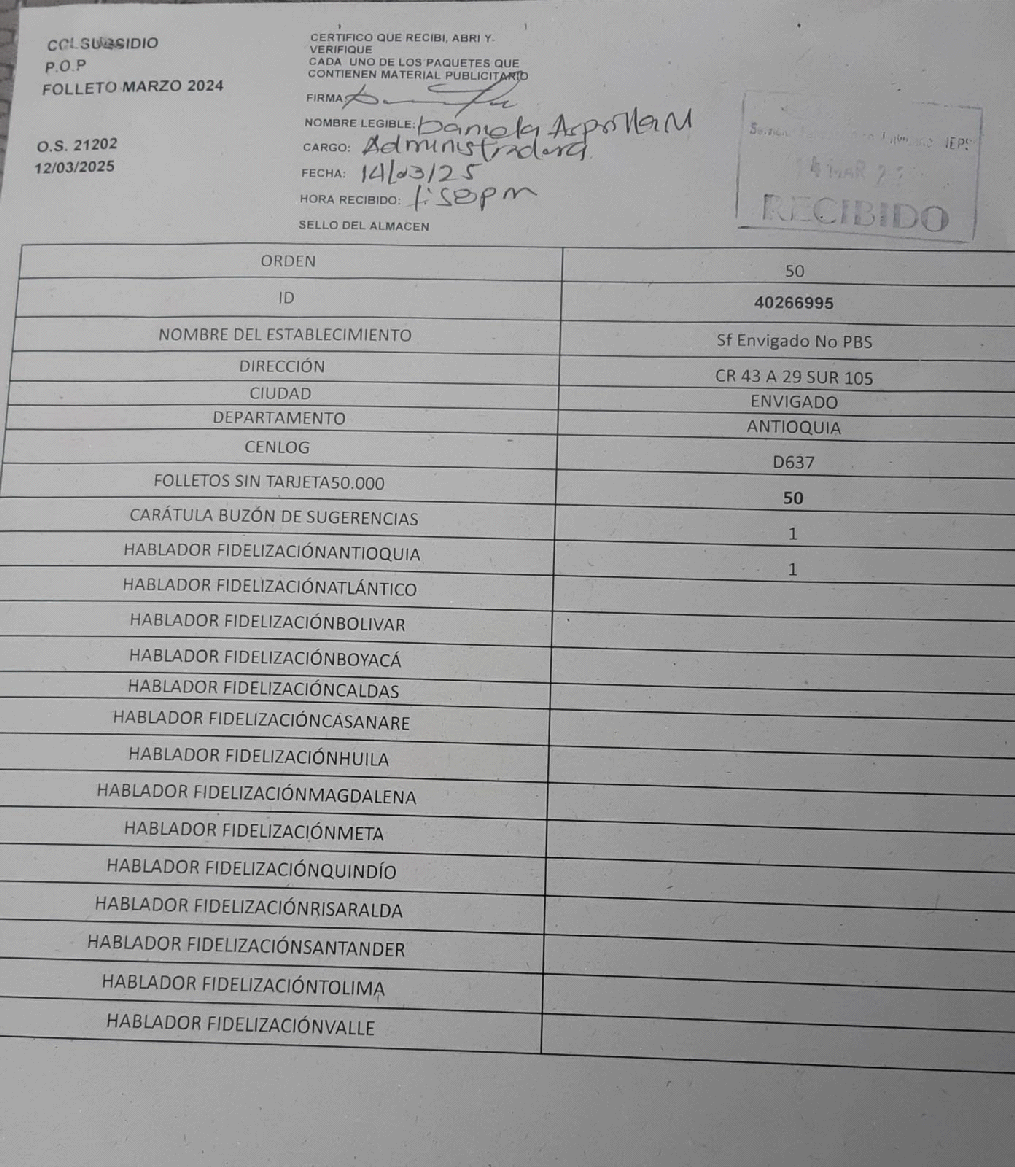 COLSUBSIDIO
P.O.P
FOLLETO MARZO 2024
O.S. 21202
12/03/2025
CERTIFICO QUE RECIBI, ABRI Y.
VERIFIQUE
CADA UNO DE LOS PAQUETES QUE
CONTIENEN MATERIAL PUBLICITARIO
FIRMA
NOMBRE LEGIBLE: Daniela
CARGO: Administradora
FECHA: 14/03/25
HORA RECIBIDO: 1:50pm
SELLO DEL ALMACEN
14 MAR 25
RECIBIDO
ORDEN 50
ID 40266995
NOMBRE DEL ESTABLECIMIENTO Sf Envigado No PBS
DIRECCIÓN CR 43 A 29 SUR 105
CIUDAD ENVIGADO
DEPARTAMENTO ANTIOQUIA
CENLOG D637
FOLLETOS SIN TARJETA50.000 50
CARÁTULA BUZÓN DE SUGERENCIAS 1
HABLADOR FIDELIZACIÓNANTIOQUIA 1
HABLADOR FIDELIZACIÓNATLÁNTICO
HABLADOR FIDELIZACIÓNBOLIVAR
HABLADOR FIDELIZACIÓNBOYACÁ
HABLADOR FIDELIZACIÓNCALDAS
HABLADOR FIDELIZACIÓNCASANARE
HABLADOR FIDELIZACIÓNHUILA
HABLADOR FIDELIZACIÓNMAGDALENA
HABLADOR FIDELIZACIÓNMETA
HABLADOR FIDELIZACIÓNQUINDÍO
HABLADOR FIDELIZACIÓNRISARALDA
HABLADOR FIDELIZACIÓNSANTANDER
HABLADOR FIDELIZACIÓNTOLIMA
HABLADOR FIDELIZACIÓNVALLE